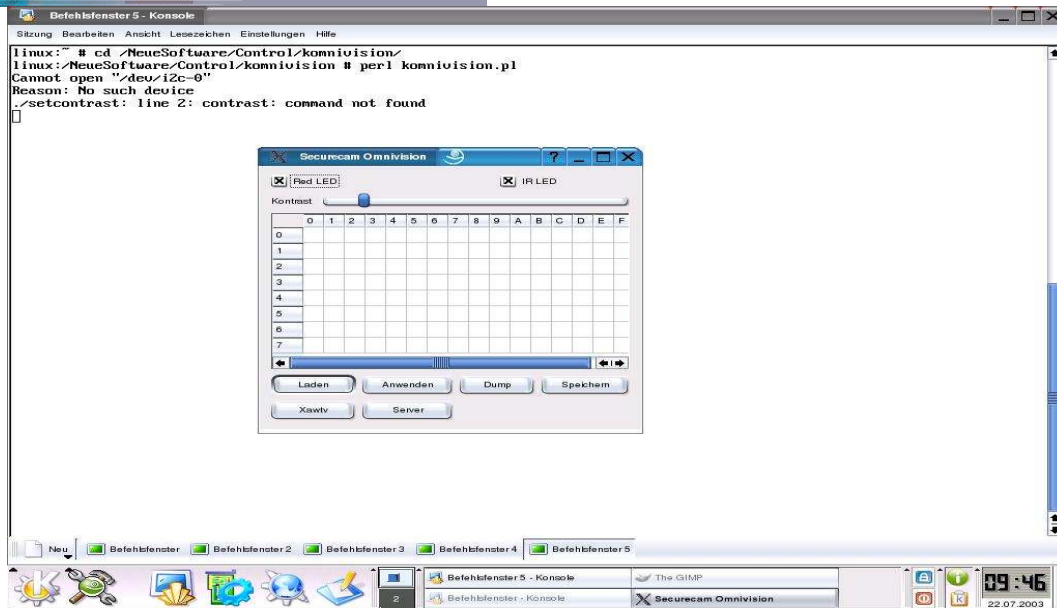 Befehlsfenster 5 - Konsole
Sitzung Bearbeiten Ansicht Lesezeichen Einstellungen Hilfe
linux:~ # cd /NeueSoftware/Control/komnivision/
linux:/NeueSoftware/Control/komnivision # perl komnivision.pl
Cannot open "/dev/i2c-0"
Reason: No such device
./setcontrast: line 2: contrast: command not found
Securecam Omnivision
Red LED IR LED
Kontrast
0 1 2 3 4 5 6 7 8 9 A B C D E F
0
1
2
3
4
5
6
7
Laden Anwenden Dump Speichern
Xawtv Server
Neu Befehlsfenster Befehlsfenster 2 Befehlsfenster 3 Befehlsfenster 4 Befehlsfenster 5
Befehlsfenster 5 - Konsole The GIMP
2 Befehlsfenster - Konsole Securecam Omnivision
09:46
22.07.2003